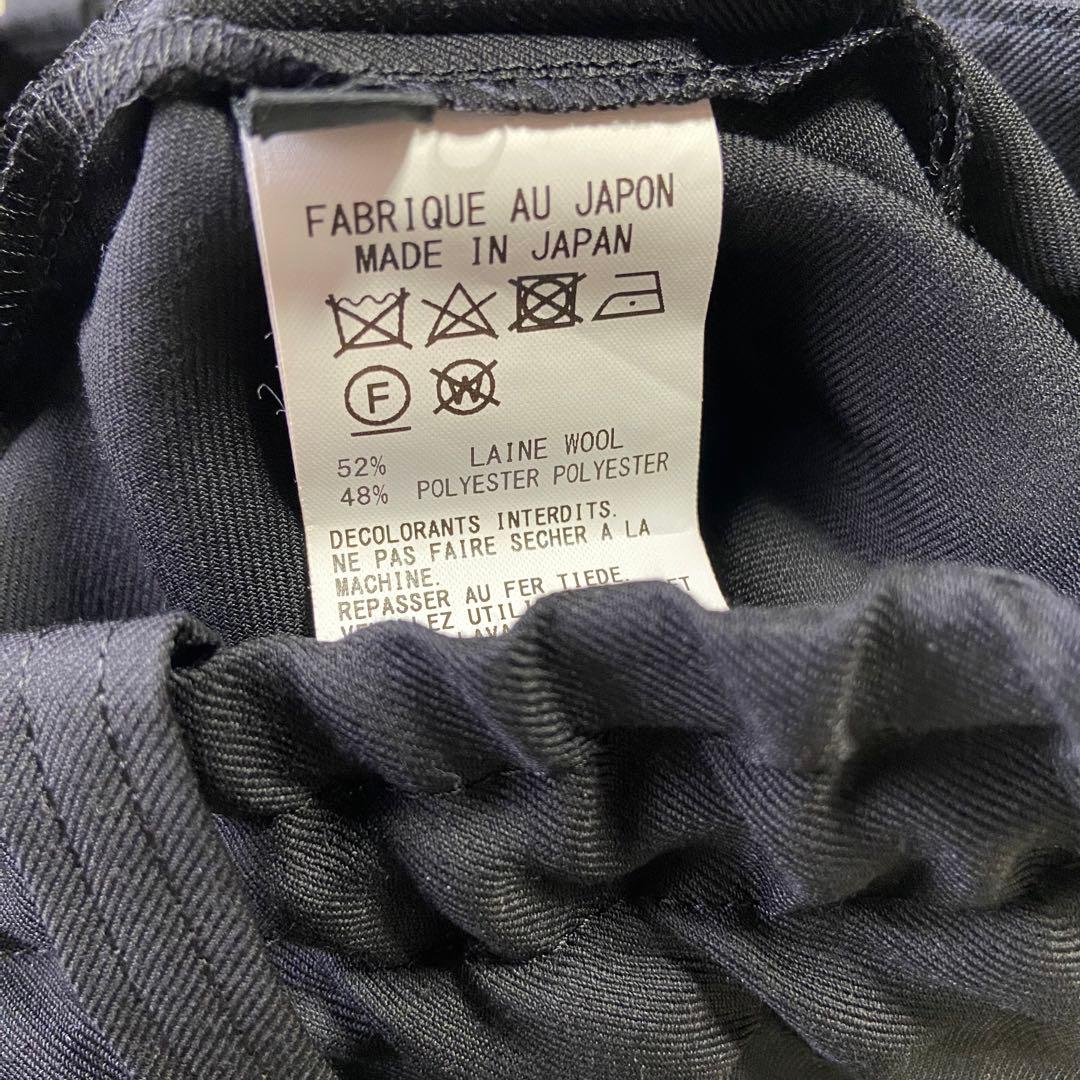 FABRIQUE AU JAPON
MADE IN JAPAN
F W
52% LAINE WOOL
48% POLYESTER POLYESTER
DECOLORANTS INTERDITS.
NE PAS FAIRE SECHER A LA
MACHINE.
REPASSER AU FER TIEDE.
ET